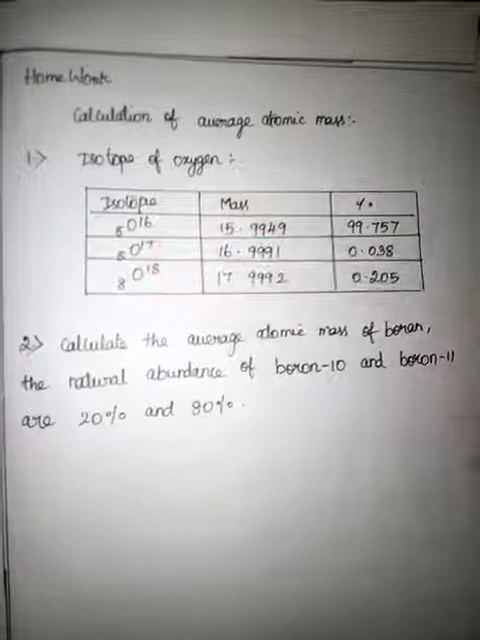 Home Work
Calculation of average atomic mass:-
1.> Isotope of oxygen:-
Isotope Mass %
8O16 15.9949 99.757
8O17 16.9991 0.038
8O18 17 9992 0.205
2.> Calculate the average atomic mass of boran,
the natural abundance of boron-10 and boron-11
are 20% and 80%.